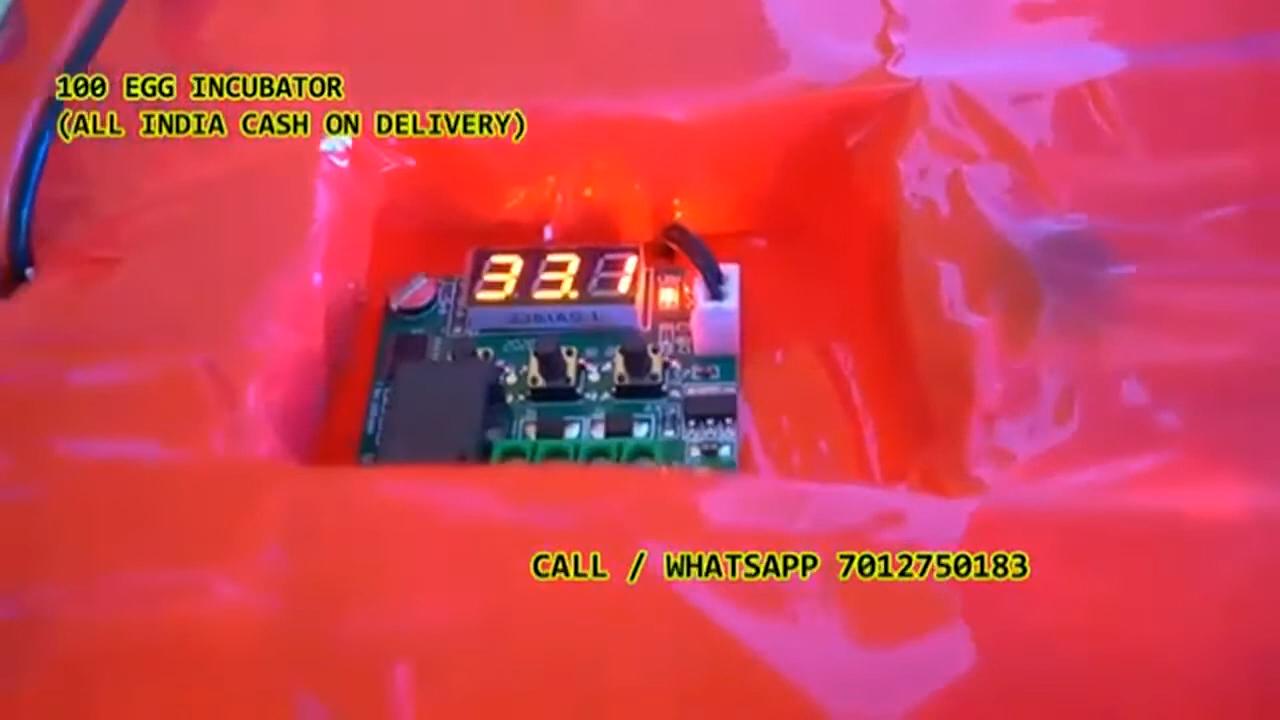 100 EGG INCUBATOR
(ALL INDIA CASH ON DELIVERY)
33.1
CALL / WHATSAPP 7012750183